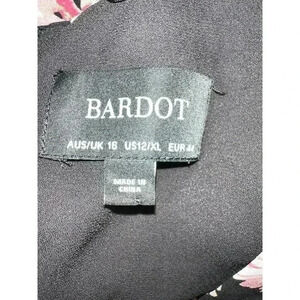 BARDOT
AUS/UK 16 US12/XL EUR 44
MADE IN
CHINA